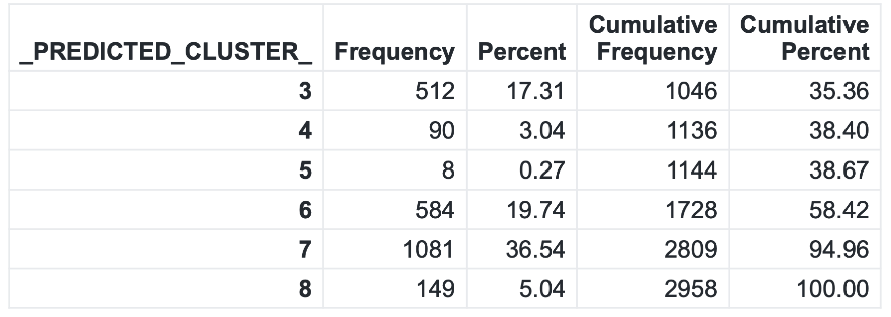 _PREDICTED_CLUSTER_ Frequency Percent Cumulative Frequency Cumulative Percent
3 512 17.31 1046 35.36
4 90 3.04 1136 38.40
5 8 0.27 1144 38.67
6 584 19.74 1728 58.42
7 1081 36.54 2809 94.96
8 149 5.04 2958 100.00